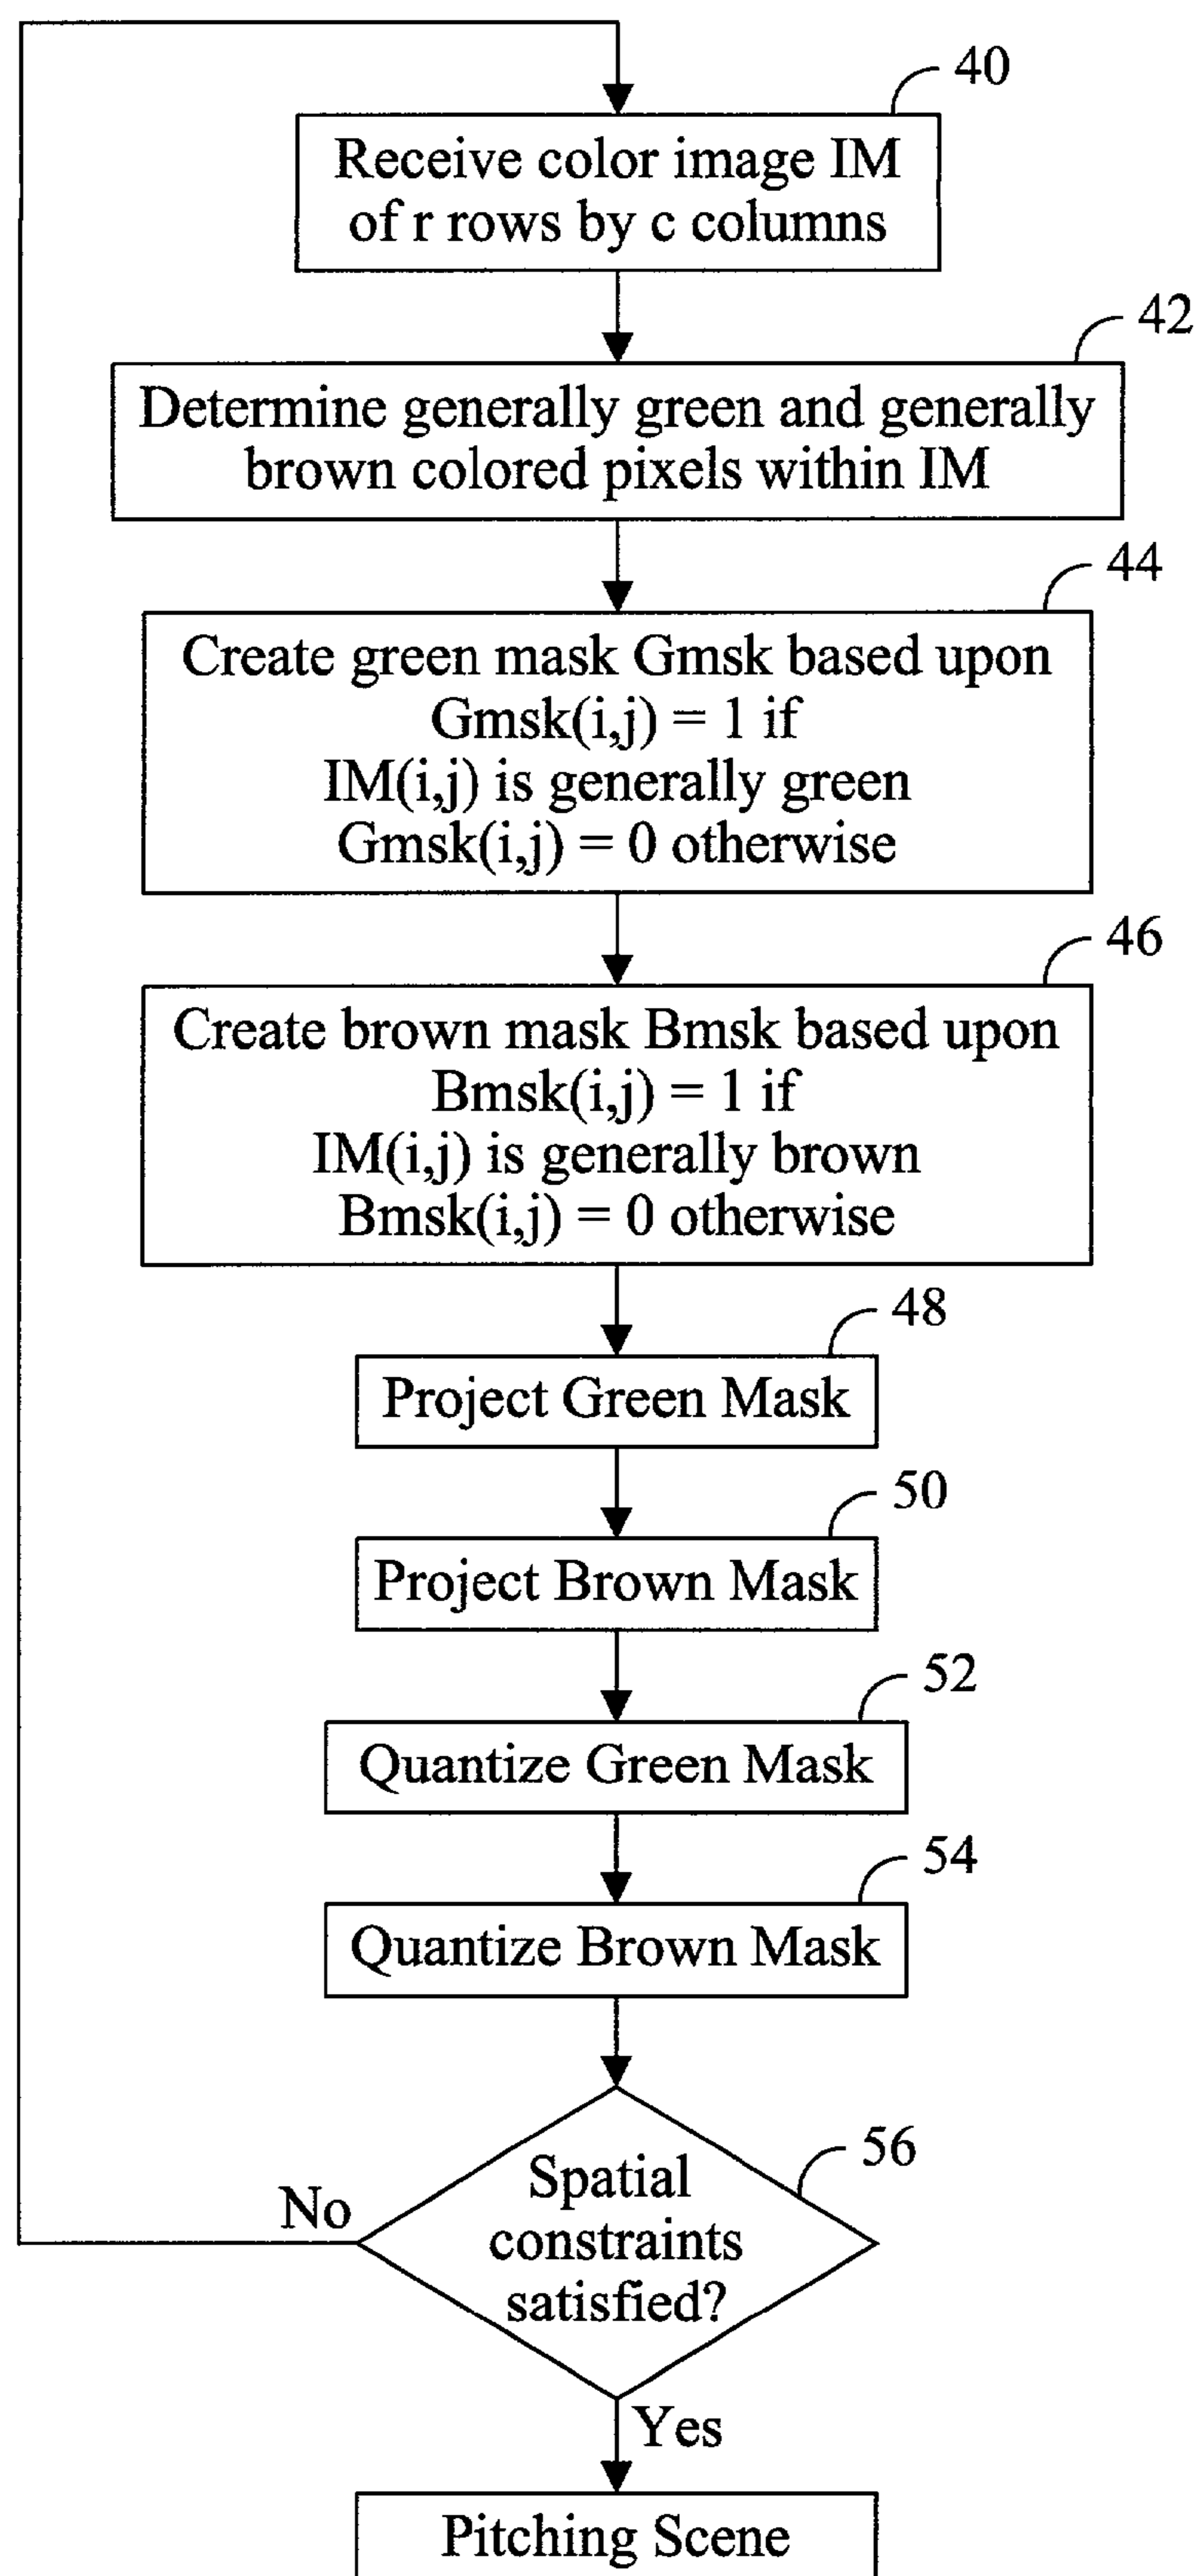 40
Receive color image IM
of r rows by c columns
42
Determine generally green and generally
brown colored pixels within IM
44
Create green mask Gmsk based upon
Gmsk(i,j) = 1 if
IM(i,j) is generally green
Gmsk(i,j) = 0 otherwise
46
Create brown mask Bmsk based upon
Bmsk(i,j) = 1 if
IM(i,j) is generally brown
Bmsk(i,j) = 0 otherwise
48
Project Green Mask
50
Project Brown Mask
52
Quantize Green Mask
54
Quantize Brown Mask
56
Spatial
constraints
satisfied?
No
Yes
Pitching Scene